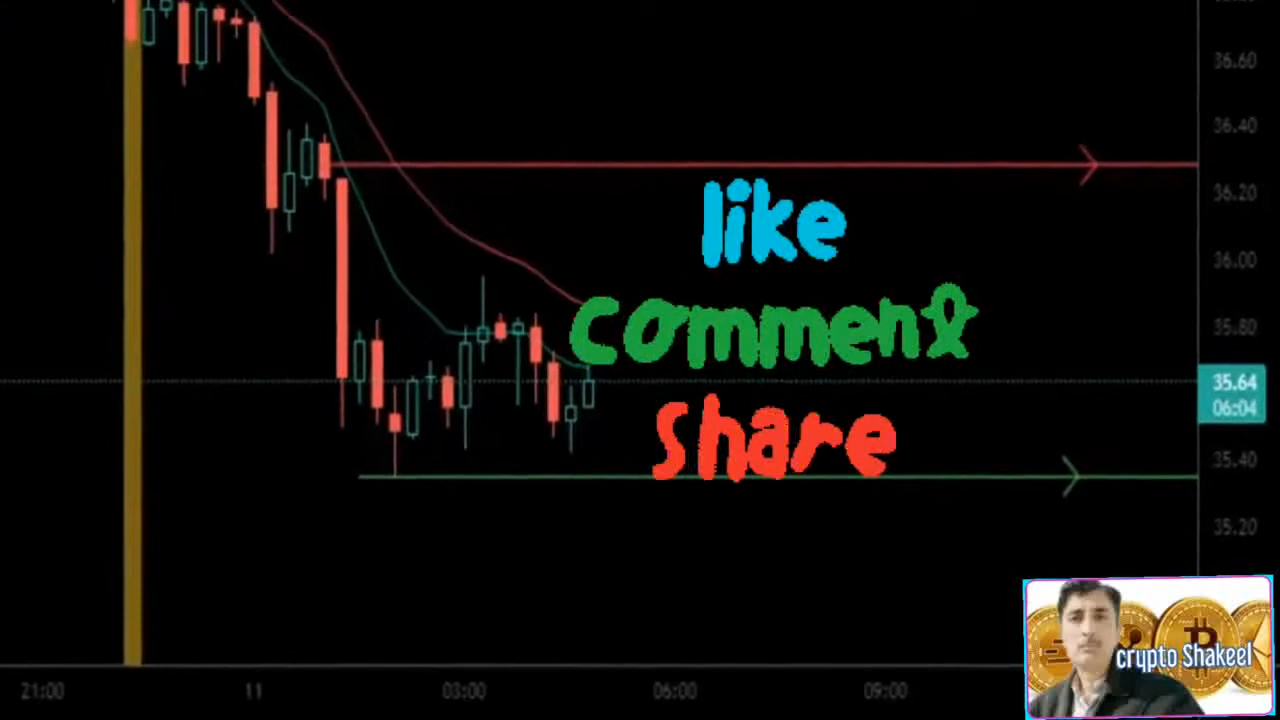 36.60
36.40
36.20
like
36.00
comment
35.80
35.64
06:04
share
35.40
35.20
crypto Shakeel
21:00 11 03:00 06:00 09:00